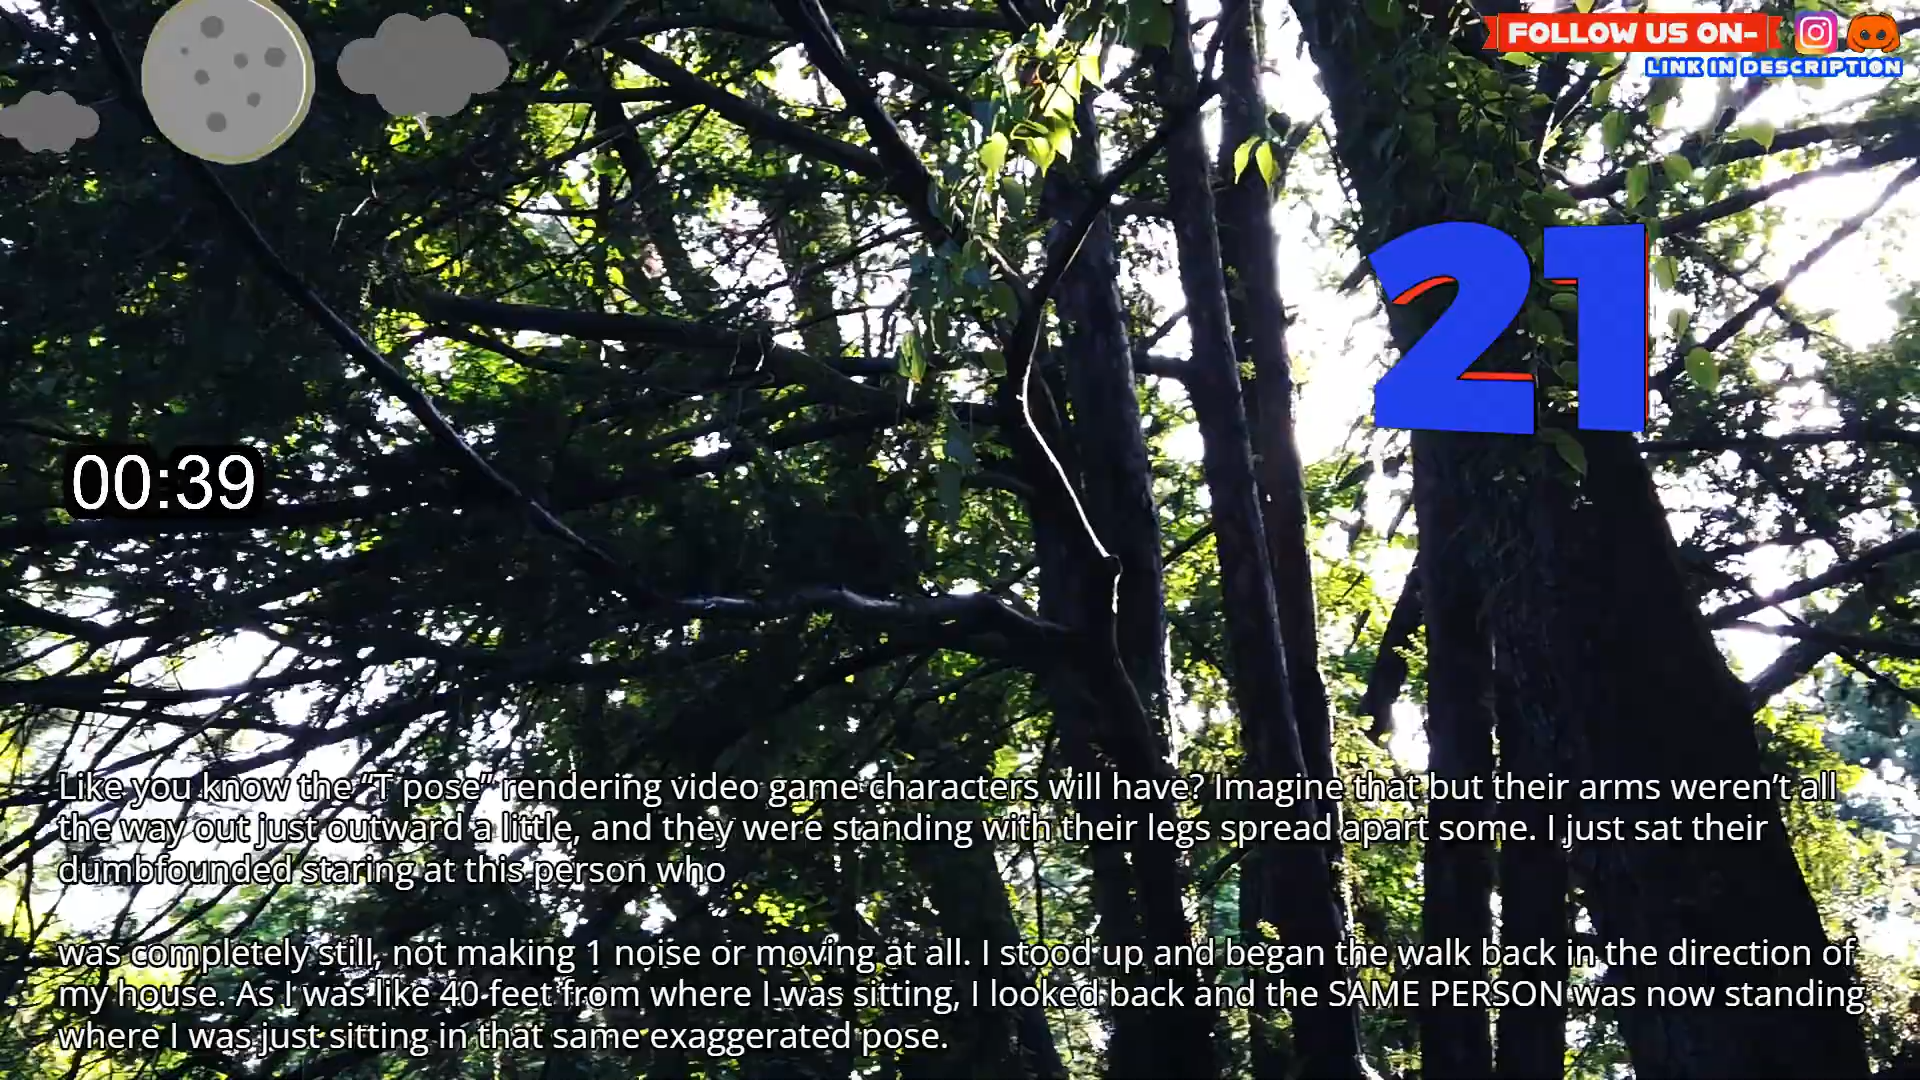 FOLLOW US ON-
LINK IN DESCRIPTION
21
00:39
Like you know the “T pose” rendering video game characters will have? Imagine that but their arms weren’t all
the way out just outward a little, and they were standing with their legs spread apart some. I just sat their
dumbfounded staring at this person who
was completely still, not making 1 noise or moving at all. I stood up and began the walk back in the direction of
my house. As I was like 40 feet from where I was sitting, I looked back and the SAME PERSON was now standing
where I was just sitting in that same exaggerated pose.